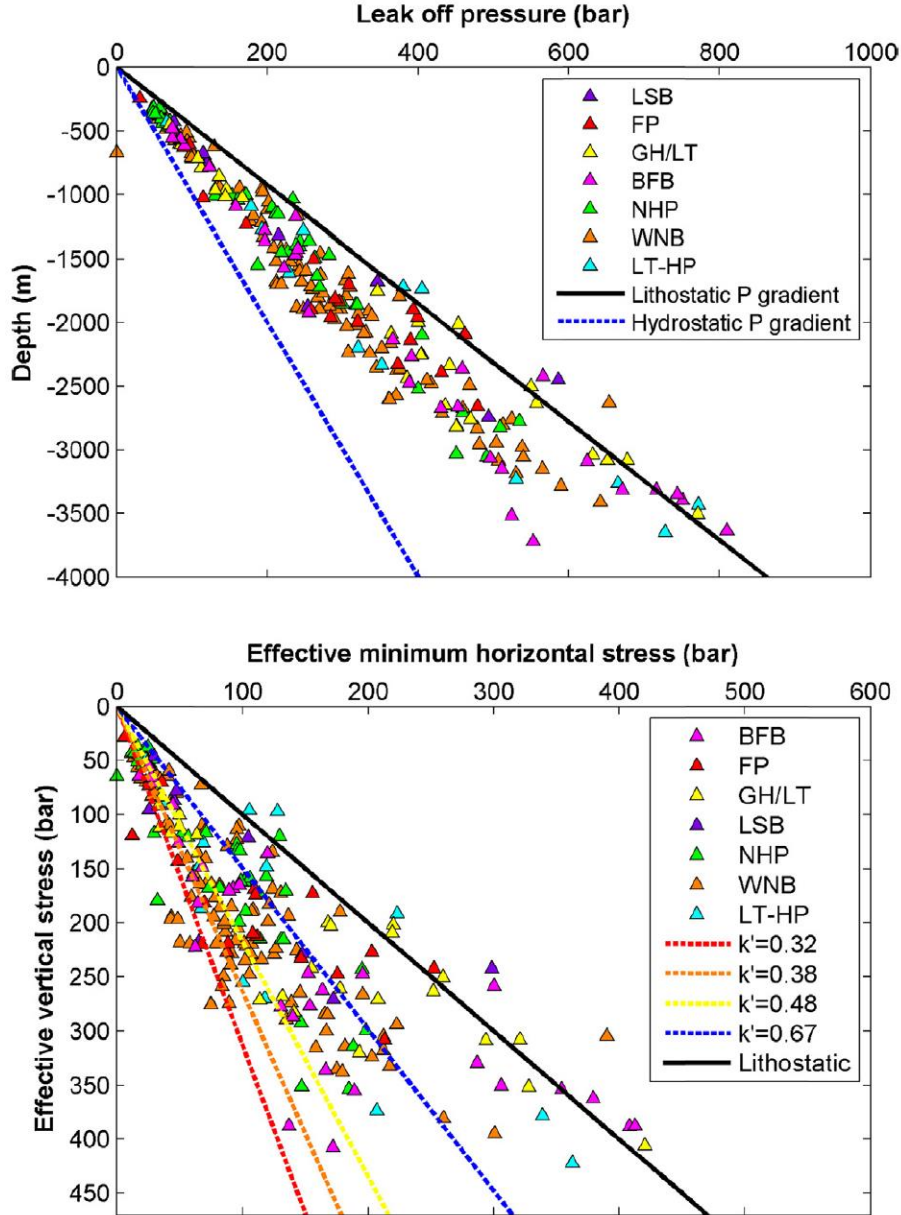 Leak off pressure (bar)
0 200 400 600 800 1000
Depth (m)
0
-500
-1000
-1500
-2000
-2500
-3000
-3500
-4000
LSB
FP
GH/LT
BFB
NHP
WNB
LT-HP
Lithostatic P gradient
Hydrostatic P gradient
Effective minimum horizontal stress (bar)
0 100 200 300 400 500 600
Effective vertical stress (bar)
0
50
100
150
200
250
300
350
400
450
BFB
FP
GH/LT
LSB
NHP
WNB
LT-HP
k'=0.32
k'=0.38
k'=0.48
k'=0.67
Lithostatic